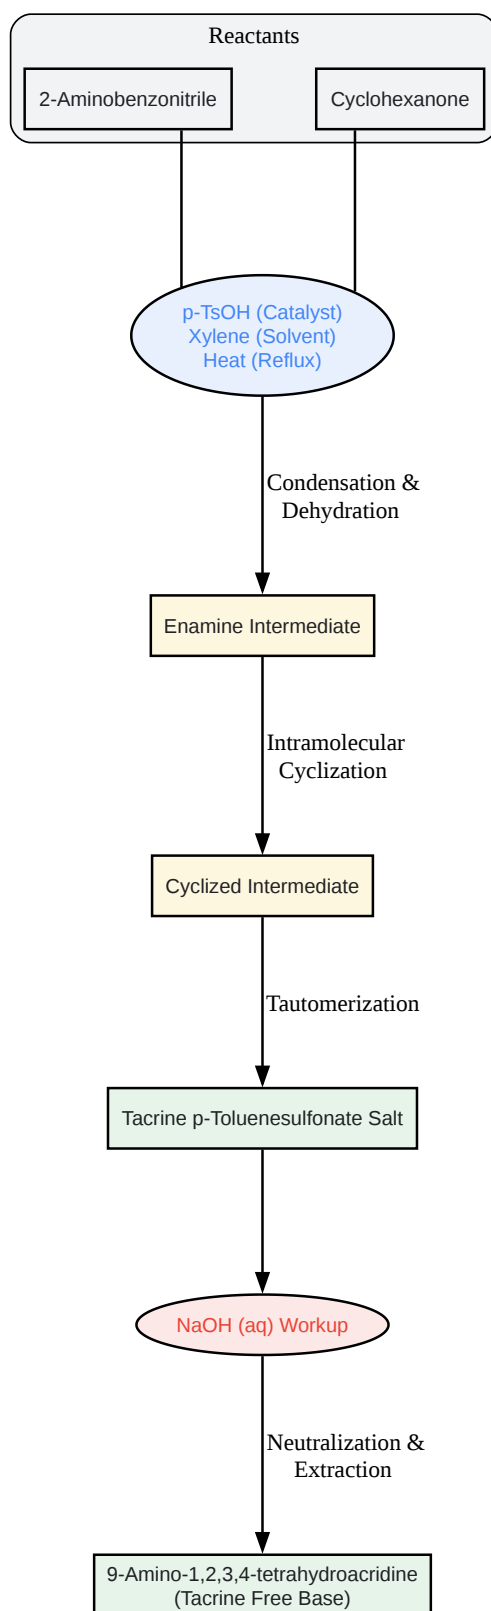 Reactants
2-Aminobenzonitrile
Cyclohexanone
p-TsOH (Catalyst)
Xylene (Solvent)
Heat (Reflux)
Condensation &
Dehydration
Enamine Intermediate
Intramolecular
Cyclization
Cyclized Intermediate
Tautomerization
Tacrine p-Toluenesulfonate Salt
NaOH (aq) Workup
Neutralization &
Extraction
9-Amino-1,2,3,4-tetrahydroacridine
(Tacrine Free Base)